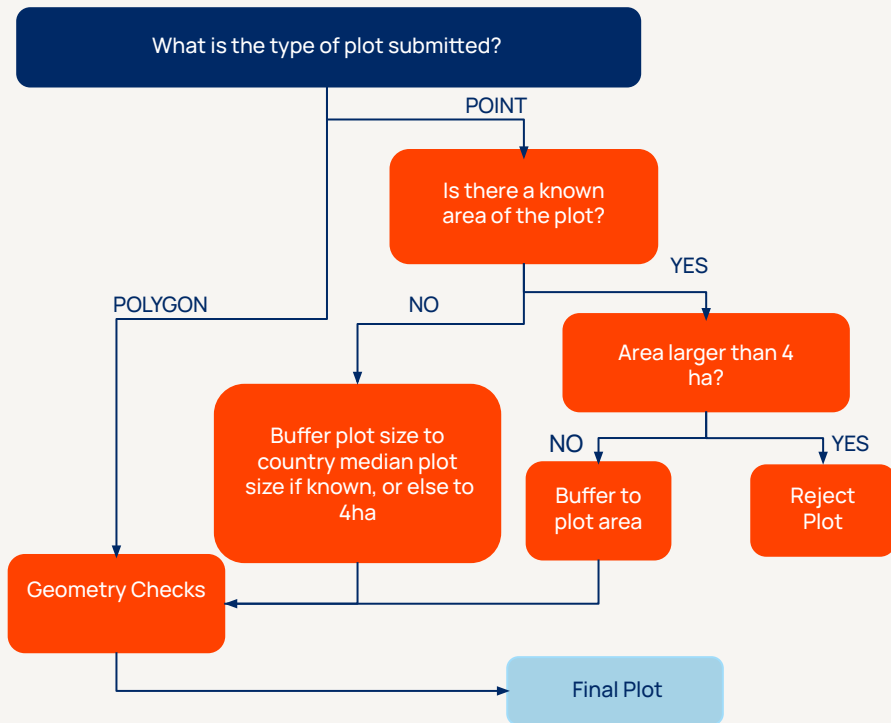 What is the type of plot submitted?
POINT
Is there a known
area of the plot?
YES
POLYGON
NO
Area larger than 4
ha?
Buffer plot size to
country median plot
size if known, or else to
4ha
NO
YES
Buffer to
plot area
Reject
Plot
Geometry Checks
Final Plot